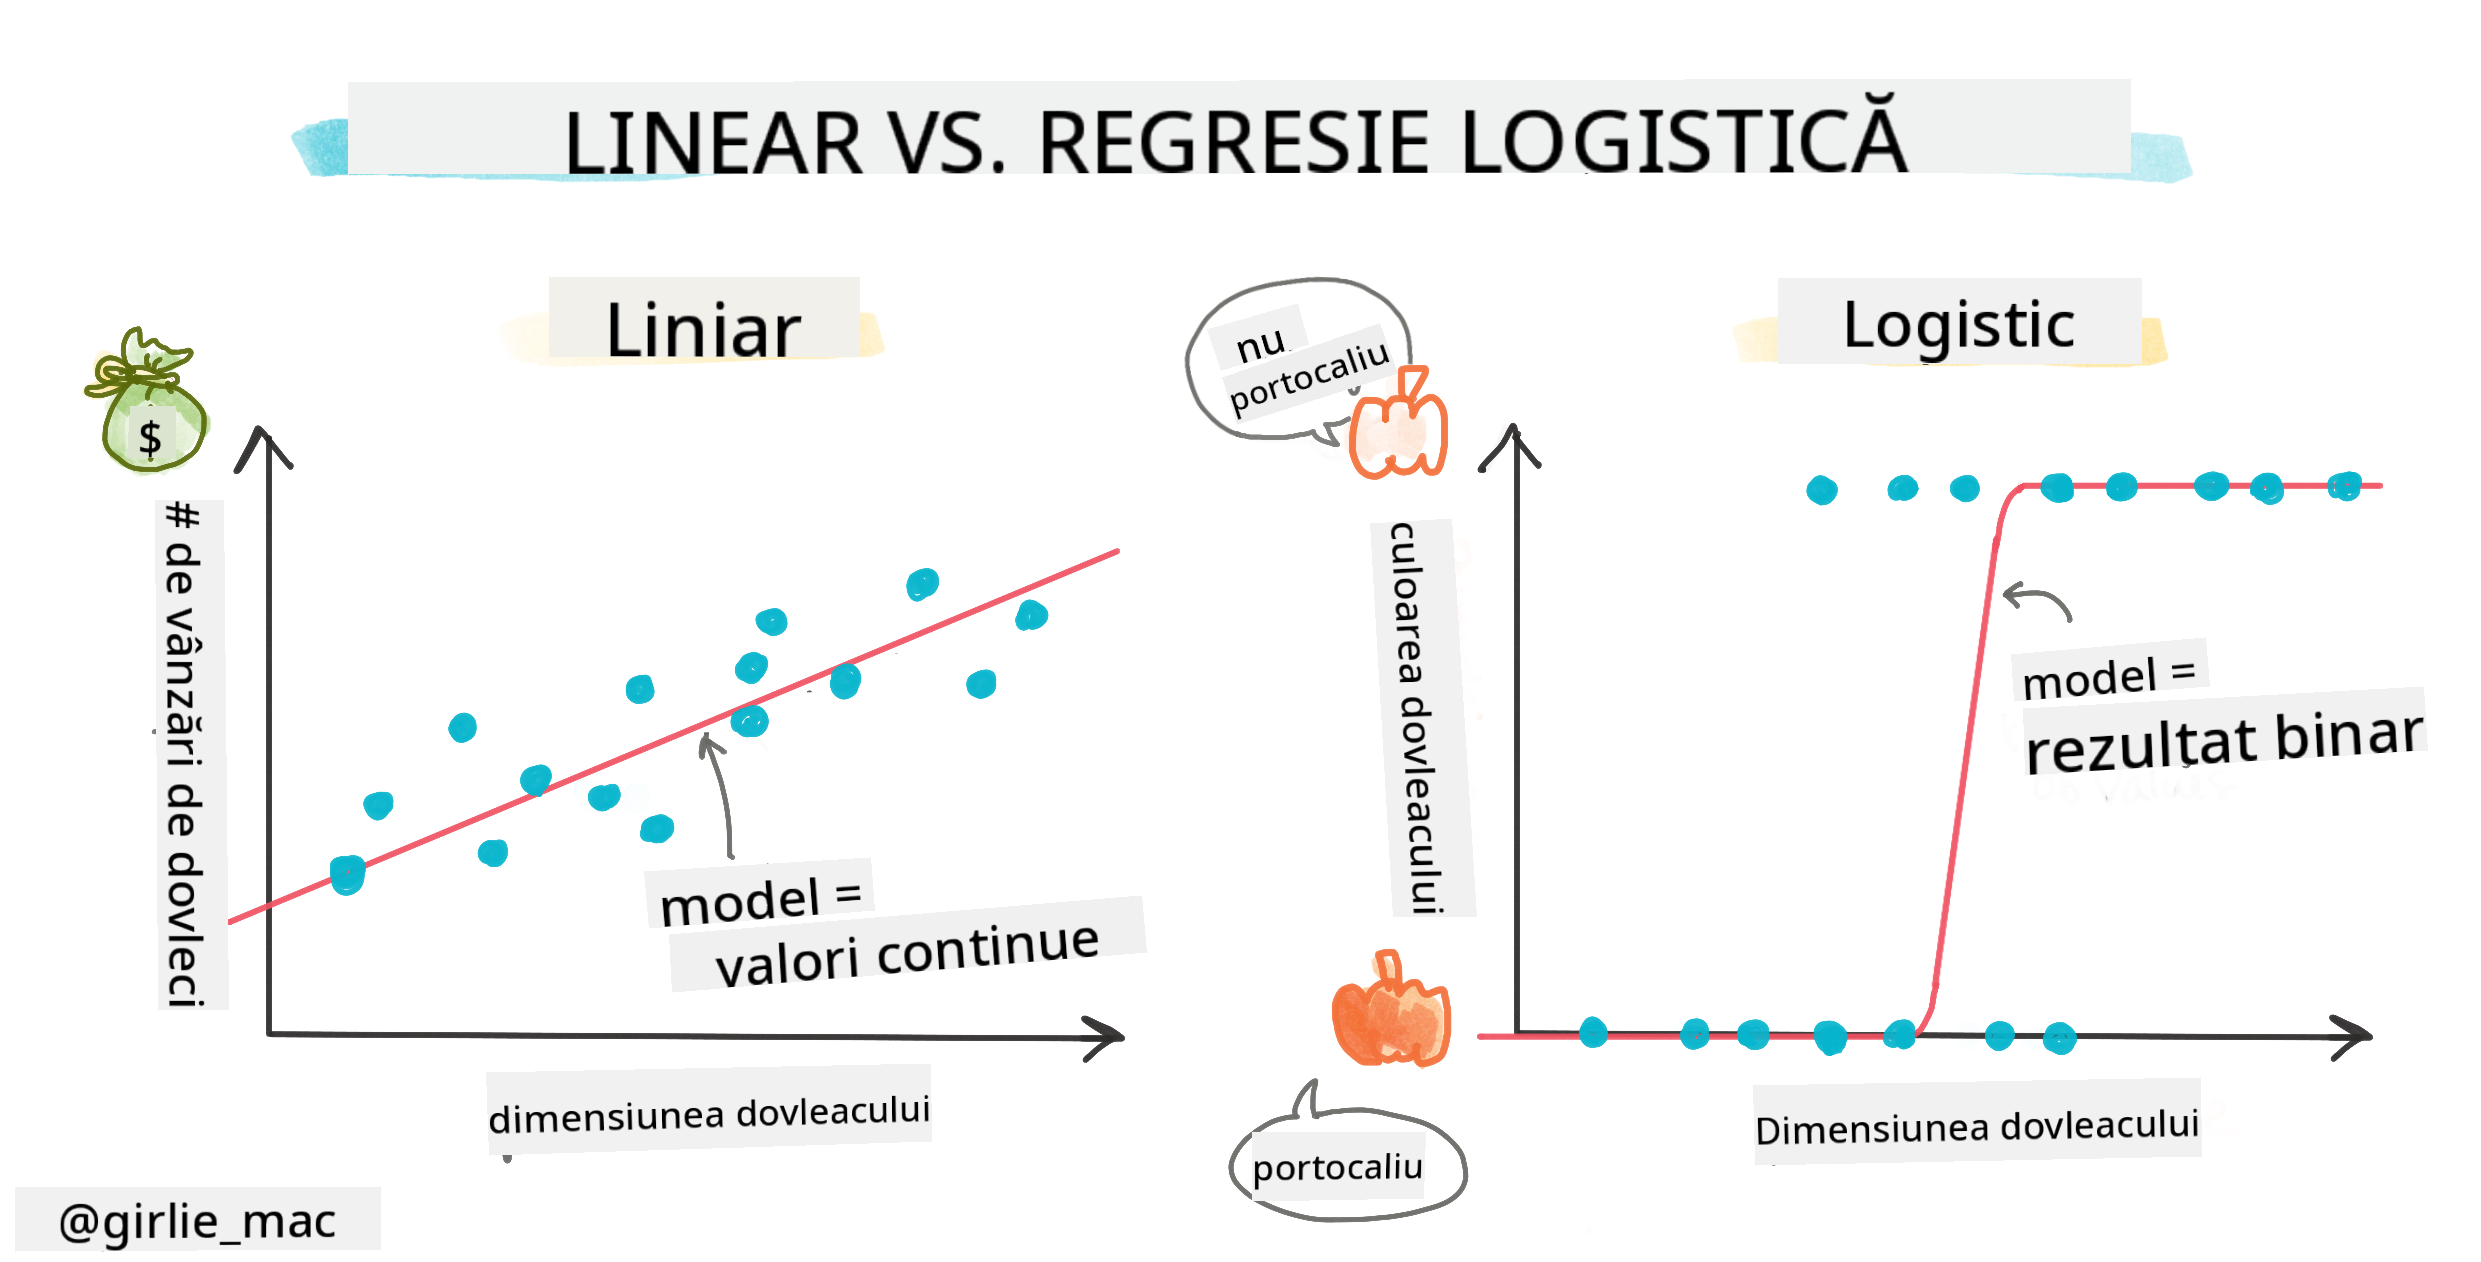 LINEAR VS. REGRESIE LOGISTICĂ
Liniar
$
# de vânzări de dovleci
model =
valori continue
dimensiunea dovleacului
@girlie_mac
Logistic
nu
portocaliu
culoarea dovleacului
model =
rezultat binar
portocaliu
Dimensiunea dovleacului